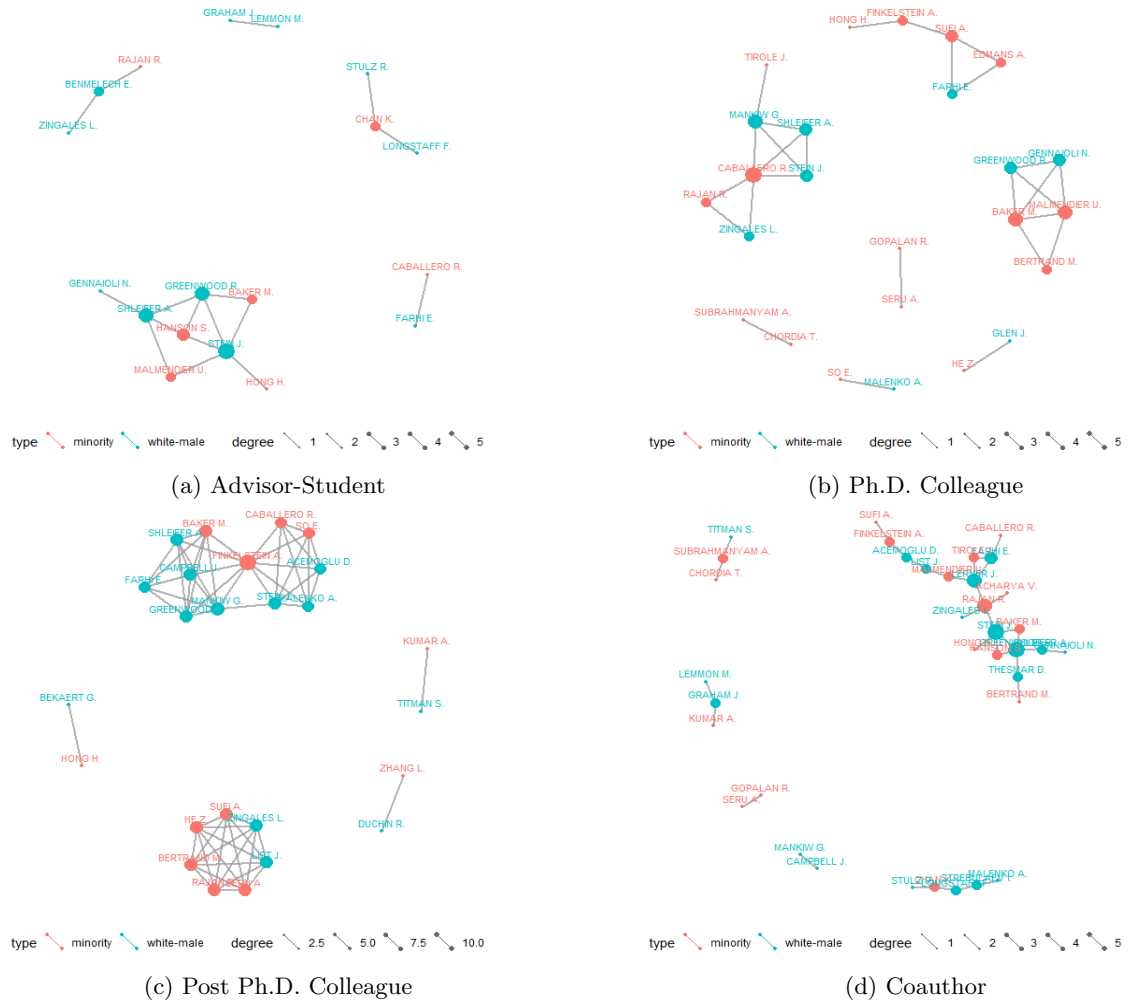 GRAHAM J.
LEMMON M.
RAJAN R.
BENMELECH E.
ZINGALES L.
STULZ R.
CHAN K.
LONGSTAFF F.
CABALLERO R.
FARHI E.
GENNAIOLI N.
GREENWOOD R.
BAKER M.
SHLEIFER A.
HANSON S.
STEIN J.
MALMENDIER U.
HONG H.
type minority white-male degree 1 2 3 4 5
(a) Advisor-Student
HONG H.
FINKELSTEIN A.
SUFI A.
EDMANS A.
FARHI E.
TIROLE J.
MANKIW G.
SHLEIFER A.
CABALLERO R.
STEIN J.
RAJAN R.
ZINGALES L.
GREENWOOD R.
GENNAIOLI N.
BAKER M.
MALMENDIER U.
BERTRAND M.
GOPALAN R.
SERU A.
SUBRAHMANYAM A.
CHORDIA T.
GLEN J.
HE Z.
SO E.
MALENKO A.
type minority white-male degree 1 2 3 4 5
(b) Ph.D. Colleague
CABALLERO R.
BAKER M.
SO E.
SHLEIFER A.
FINKELSTEIN A.
ACEMOGLU D.
CAMPBELL J.
FARHI E.
MANKIW G.
GREENWOOD
MALENKO A.
KUMAR A.
TITMAN S.
BEKAERT G.
HONG H.
ZHANG L.
DUCHIN R.
SUFI A.
HE Z.
ZINGALES L.
BERTRAND M.
LIST J.
type minority white-male degree 2.5 5.0 7.5 10.0
(c) Post Ph.D. Colleague
TITMAN S.
SUBRAHMANYAM A.
CHORDIA T.
SUFI A.
FINKELSTEIN A.
ACEMOGLU D.
LIST J.
CABALLERO R.
FARHI E.
ACHARYA V.
RAJAN R.
BAKER M.
THESMAR D.
BERTRAND M.
LEMMON M.
GRAHAM J.
KUMAR A.
GOPALAN R.
SERU A.
MANKIW G.
CAMPBELL J.
MALENKO A.
type minority white-male degree 1 2 3 4 5
(d) Coauthor